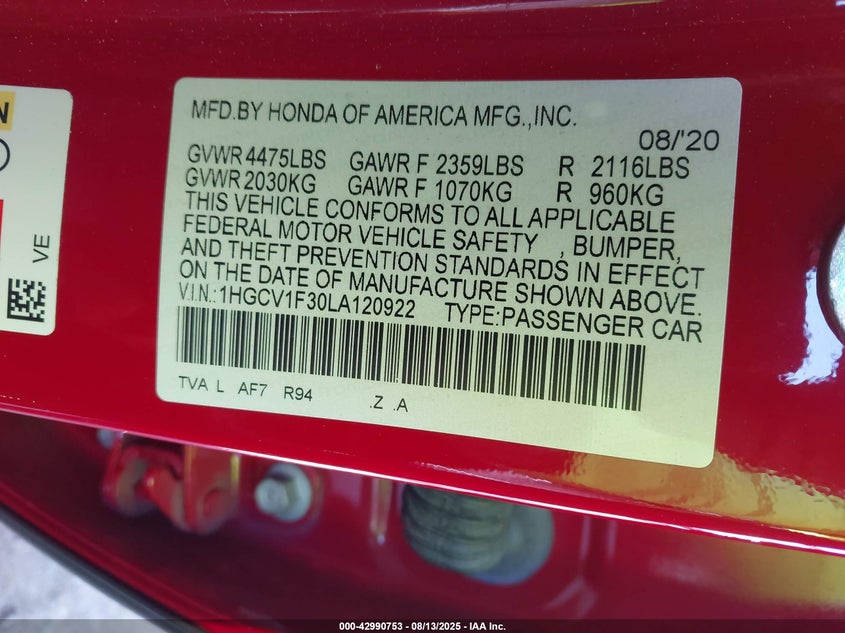 N
VE
MFD.BY HONDA OF AMERICA MFG.,INC.
08/'20
GVWR 4475LBS GAWR F 2359LBS R 2116LBS
GVWR 2030KG GAWR F 1070KG R 960KG
THIS VEHICLE CONFORMS TO ALL APPLICABLE
FEDERAL MOTOR VEHICLE SAFETY , BUMPER,
AND THEFT PREVENTION STANDARDS IN EFFECT
ON THE DATE OF MANUFACTURE SHOWN ABOVE.
V.I.N.:1HGCV1F30LA120922 TYPE:PASSENGER CAR
TVA L AF7 R94 .Z .A
000-42990753 - 08/13/2025 - IAA Inc.